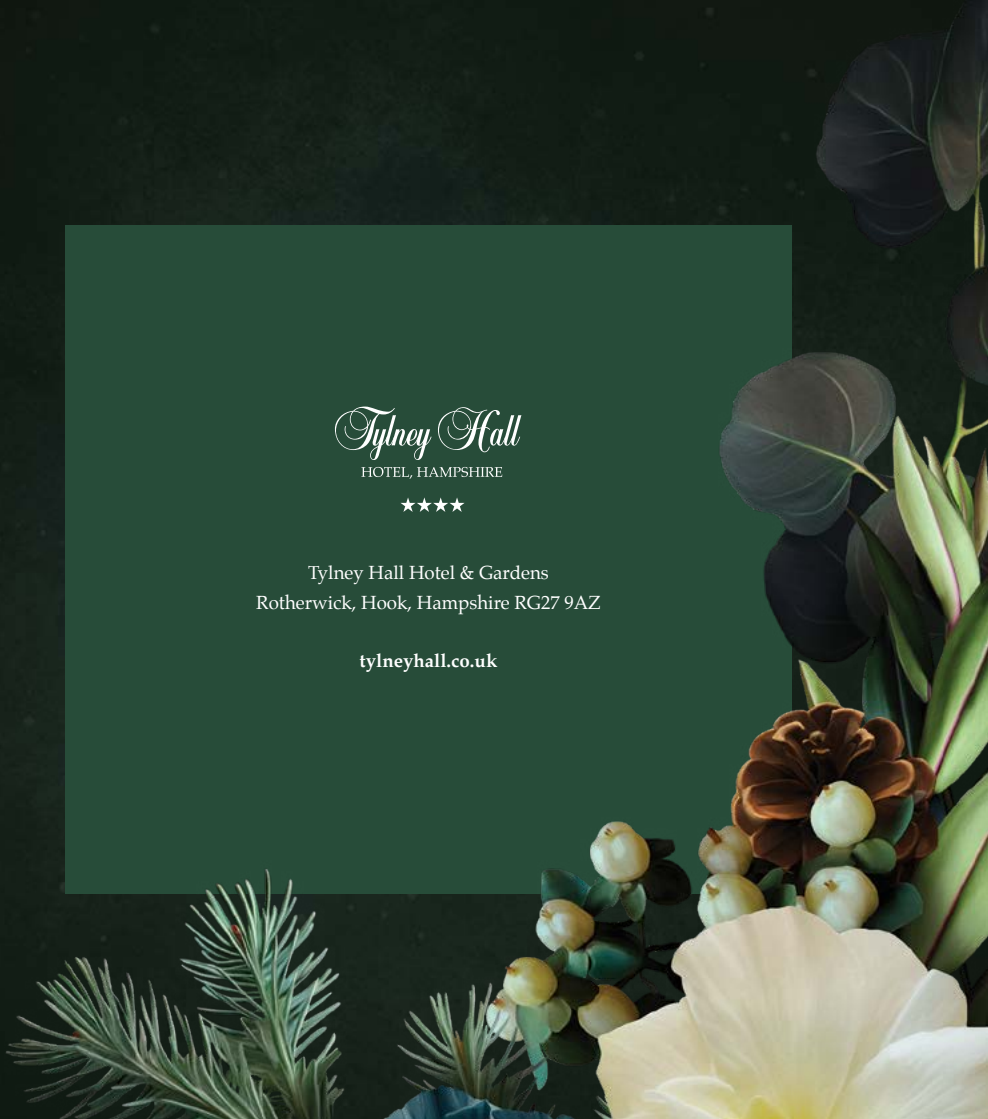 Tylney Hall
HOTEL, HAMPSHIRE
★★★★
Tylney Hall Hotel & Gardens
Rotherwick, Hook, Hampshire RG27 9AZ
tylneyhall.co.uk